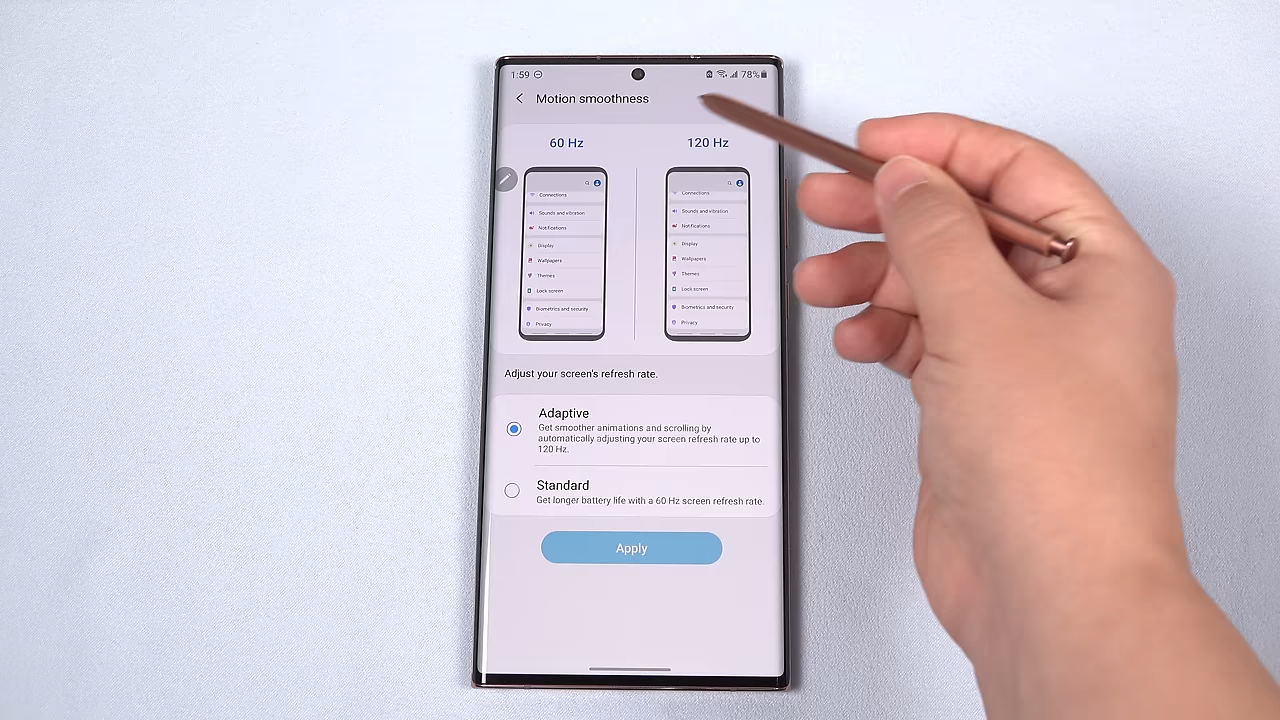 1:59 78%
Motion smoothness
60 Hz 120 Hz
Connections
Sounds and vibration
Notifications
Display
Wallpapers
Themes
Lock screen
Biometrics and security
Privacy
Connections
Sounds and vibration
Notifications
Display
Wallpapers
Themes
Lock screen
Biometrics and security
Privacy
Adjust your screen's refresh rate.
Adaptive
Get smoother animations and scrolling by
automatically adjusting your screen refresh rate up to
120 Hz.
Standard
Get longer battery life with a 60 Hz screen refresh rate.
Apply